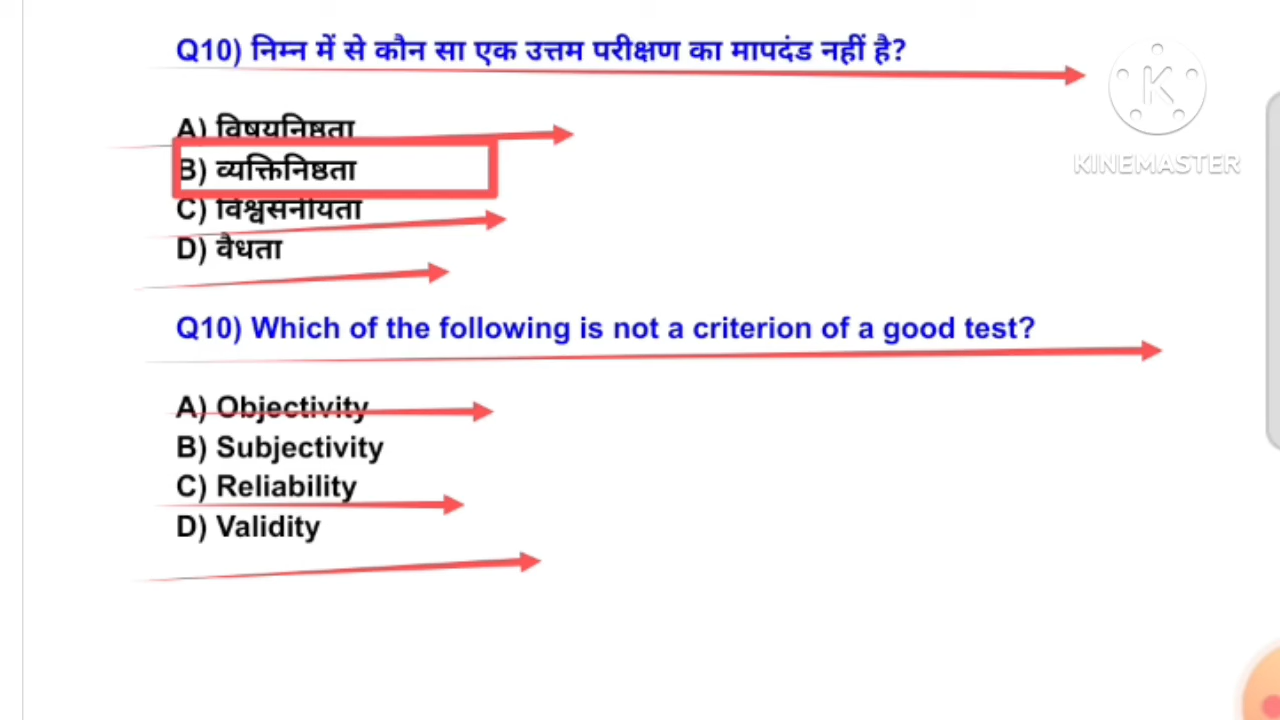 Q10) निम्न में से कौन सा एक उत्तम परीक्षण का मापदंड नहीं है?
A) विषयनिष्ठता
B) व्यक्तिनिष्ठता
C) विश्वसनीयता
D) वैधता
Q10) Which of the following is not a criterion of a good test?
A) Objectivity
B) Subjectivity
C) Reliability
D) Validity
K
KINEMASTER